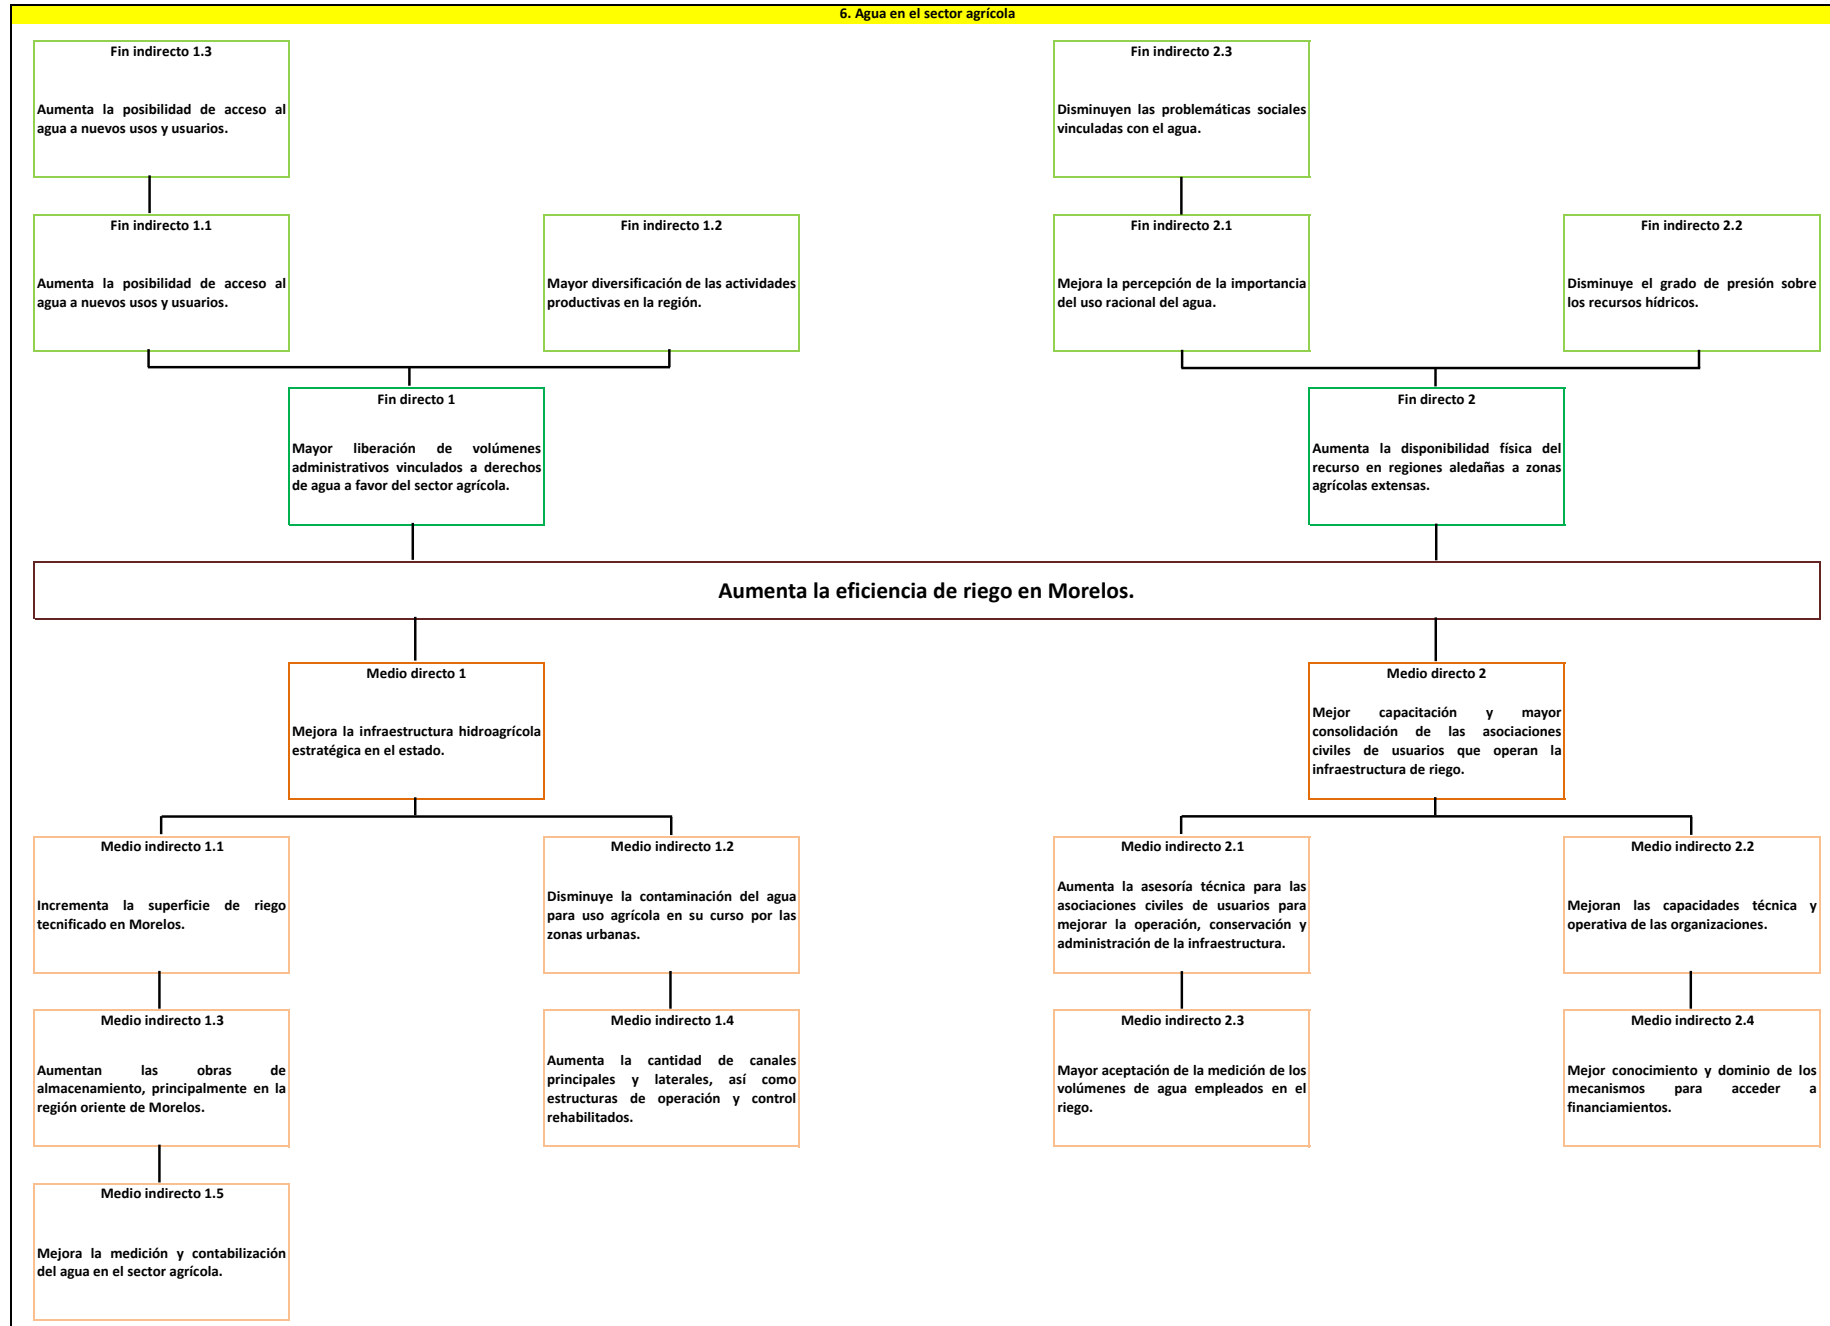 6. Agua en el sector agrícola
Fin indirecto 1.3
Aumenta la posibilidad de acceso al
agua a nuevos usos y usuarios.
Fin indirecto 2.3
Disminuyen las problemáticas sociales
vinculadas con el agua.
Fin indirecto 1.1
Aumenta la posibilidad de acceso al
agua a nuevos usos y usuarios.
Fin indirecto 1.2
Mayor diversificación de las actividades
productivas en la región.
Fin indirecto 2.1
Mejora la percepción de la importancia
del uso racional del agua.
Fin indirecto 2.2
Disminuye el grado de presión sobre
los recursos hídricos.
Fin directo 1
Mayor liberación de volúmenes
administrativos vinculados a derechos
de agua a favor del sector agrícola.
Fin directo 2
Aumenta la disponibilidad física del
recurso en regiones aledañas a zonas
agrícolas extensas.
Aumenta la eficiencia de riego en Morelos.
Medio directo 1
Mejora la infraestructura hidroagrícola
estratégica en el estado.
Medio directo 2
Mejor capacitación y mayor
consolidación de las asociaciones
civiles de usuarios que operan la
infraestructura de riego.
Medio indirecto 1.1
Incrementa la superficie de riego
tecnificado en Morelos.
Medio indirecto 1.2
Disminuye la contaminación del agua
para uso agrícola en su curso por las
zonas urbanas.
Medio indirecto 2.1
Aumenta la asesoría técnica para las
asociaciones civiles de usuarios para
mejorar la operación, conservación y
administración de la infraestructura.
Medio indirecto 2.2
Mejoran las capacidades técnica y
operativa de las organizaciones.
Medio indirecto 1.3
Aumentan las obras de
almacenamiento, principalmente en la
región oriente de Morelos.
Medio indirecto 1.4
Aumenta la cantidad de canales
principales y laterales, así como
estructuras de operación y control
rehabilitados.
Medio indirecto 2.3
Mayor aceptación de la medición de los
volúmenes de agua empleados en el
riego.
Medio indirecto 2.4
Mejor conocimiento y dominio de los
mecanismos para acceder a
financiamientos.
Medio indirecto 1.5
Mejora la medición y contabilización
del agua en el sector agrícola.